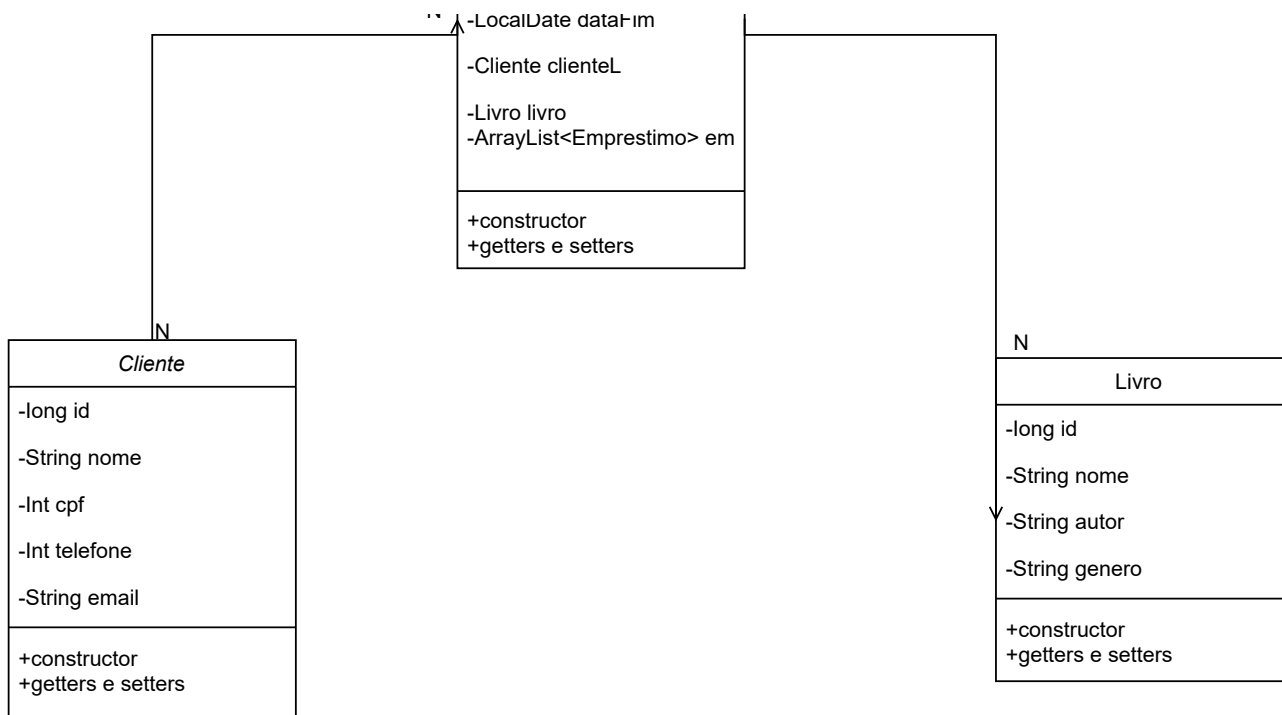 N
-LocalDate dataFim
-Cliente clienteL
-Livro livro
-ArrayList<Emprestimo> em
+constructor
+getters e setters
N
Cliente
-long id
-String nome
-Int cpf
-Int telefone
-String email
+constructor
+getters e setters
N
Livro
-long id
-String nome
-String autor
-String genero
+constructor
+getters e setters